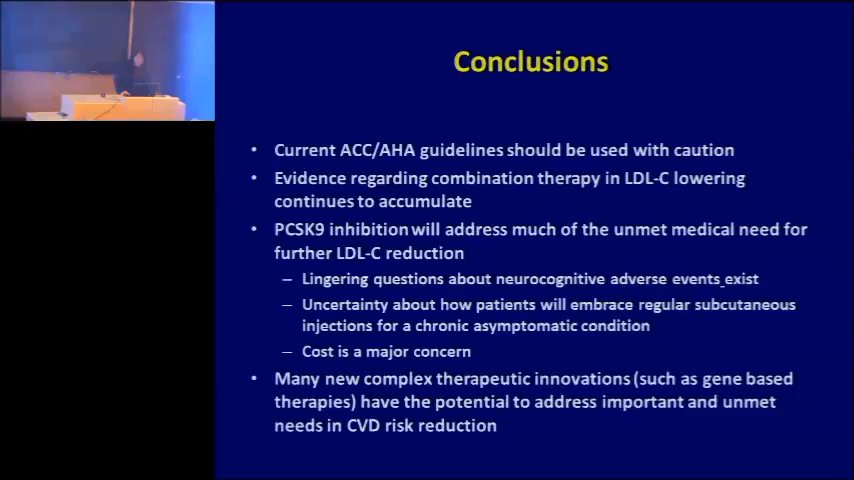 Conclusions
• Current ACC/AHA guidelines should be used with caution
• Evidence regarding combination therapy in LDL-C lowering
continues to accumulate
• PCSK9 inhibition will address much of the unmet medical need for
further LDL-C reduction
– Lingering questions about neurocognitive adverse events exist
– Uncertainty about how patients will embrace regular subcutaneous
injections for a chronic asymptomatic condition
– Cost is a major concern
• Many new complex therapeutic innovations (such as gene based
therapies) have the potential to address important and unmet
needs in CVD risk reduction